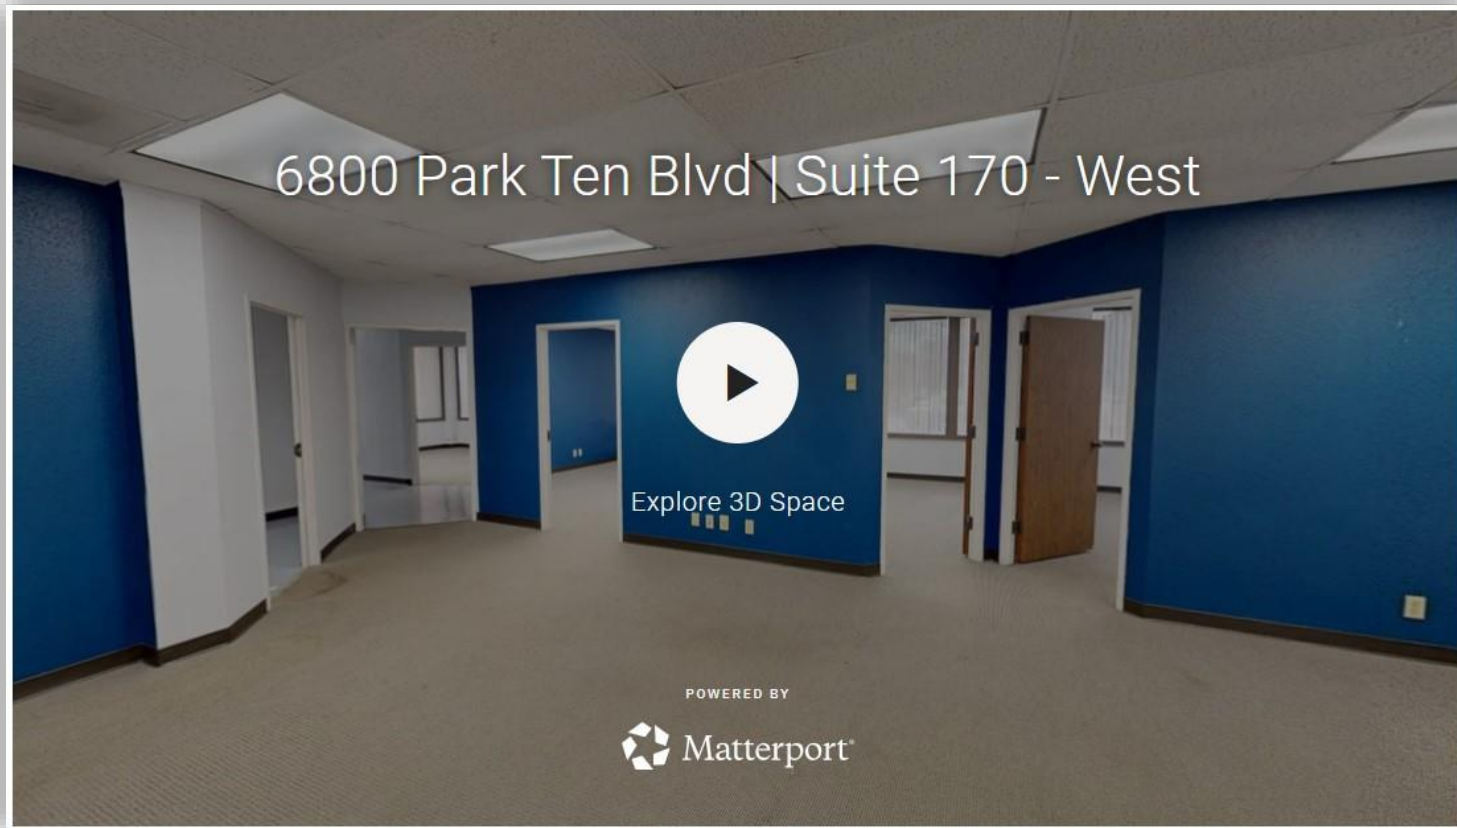 6800 Park Ten Blvd | Suite 170 - West
Explore 3D Space
POWERED BY
Matterport®